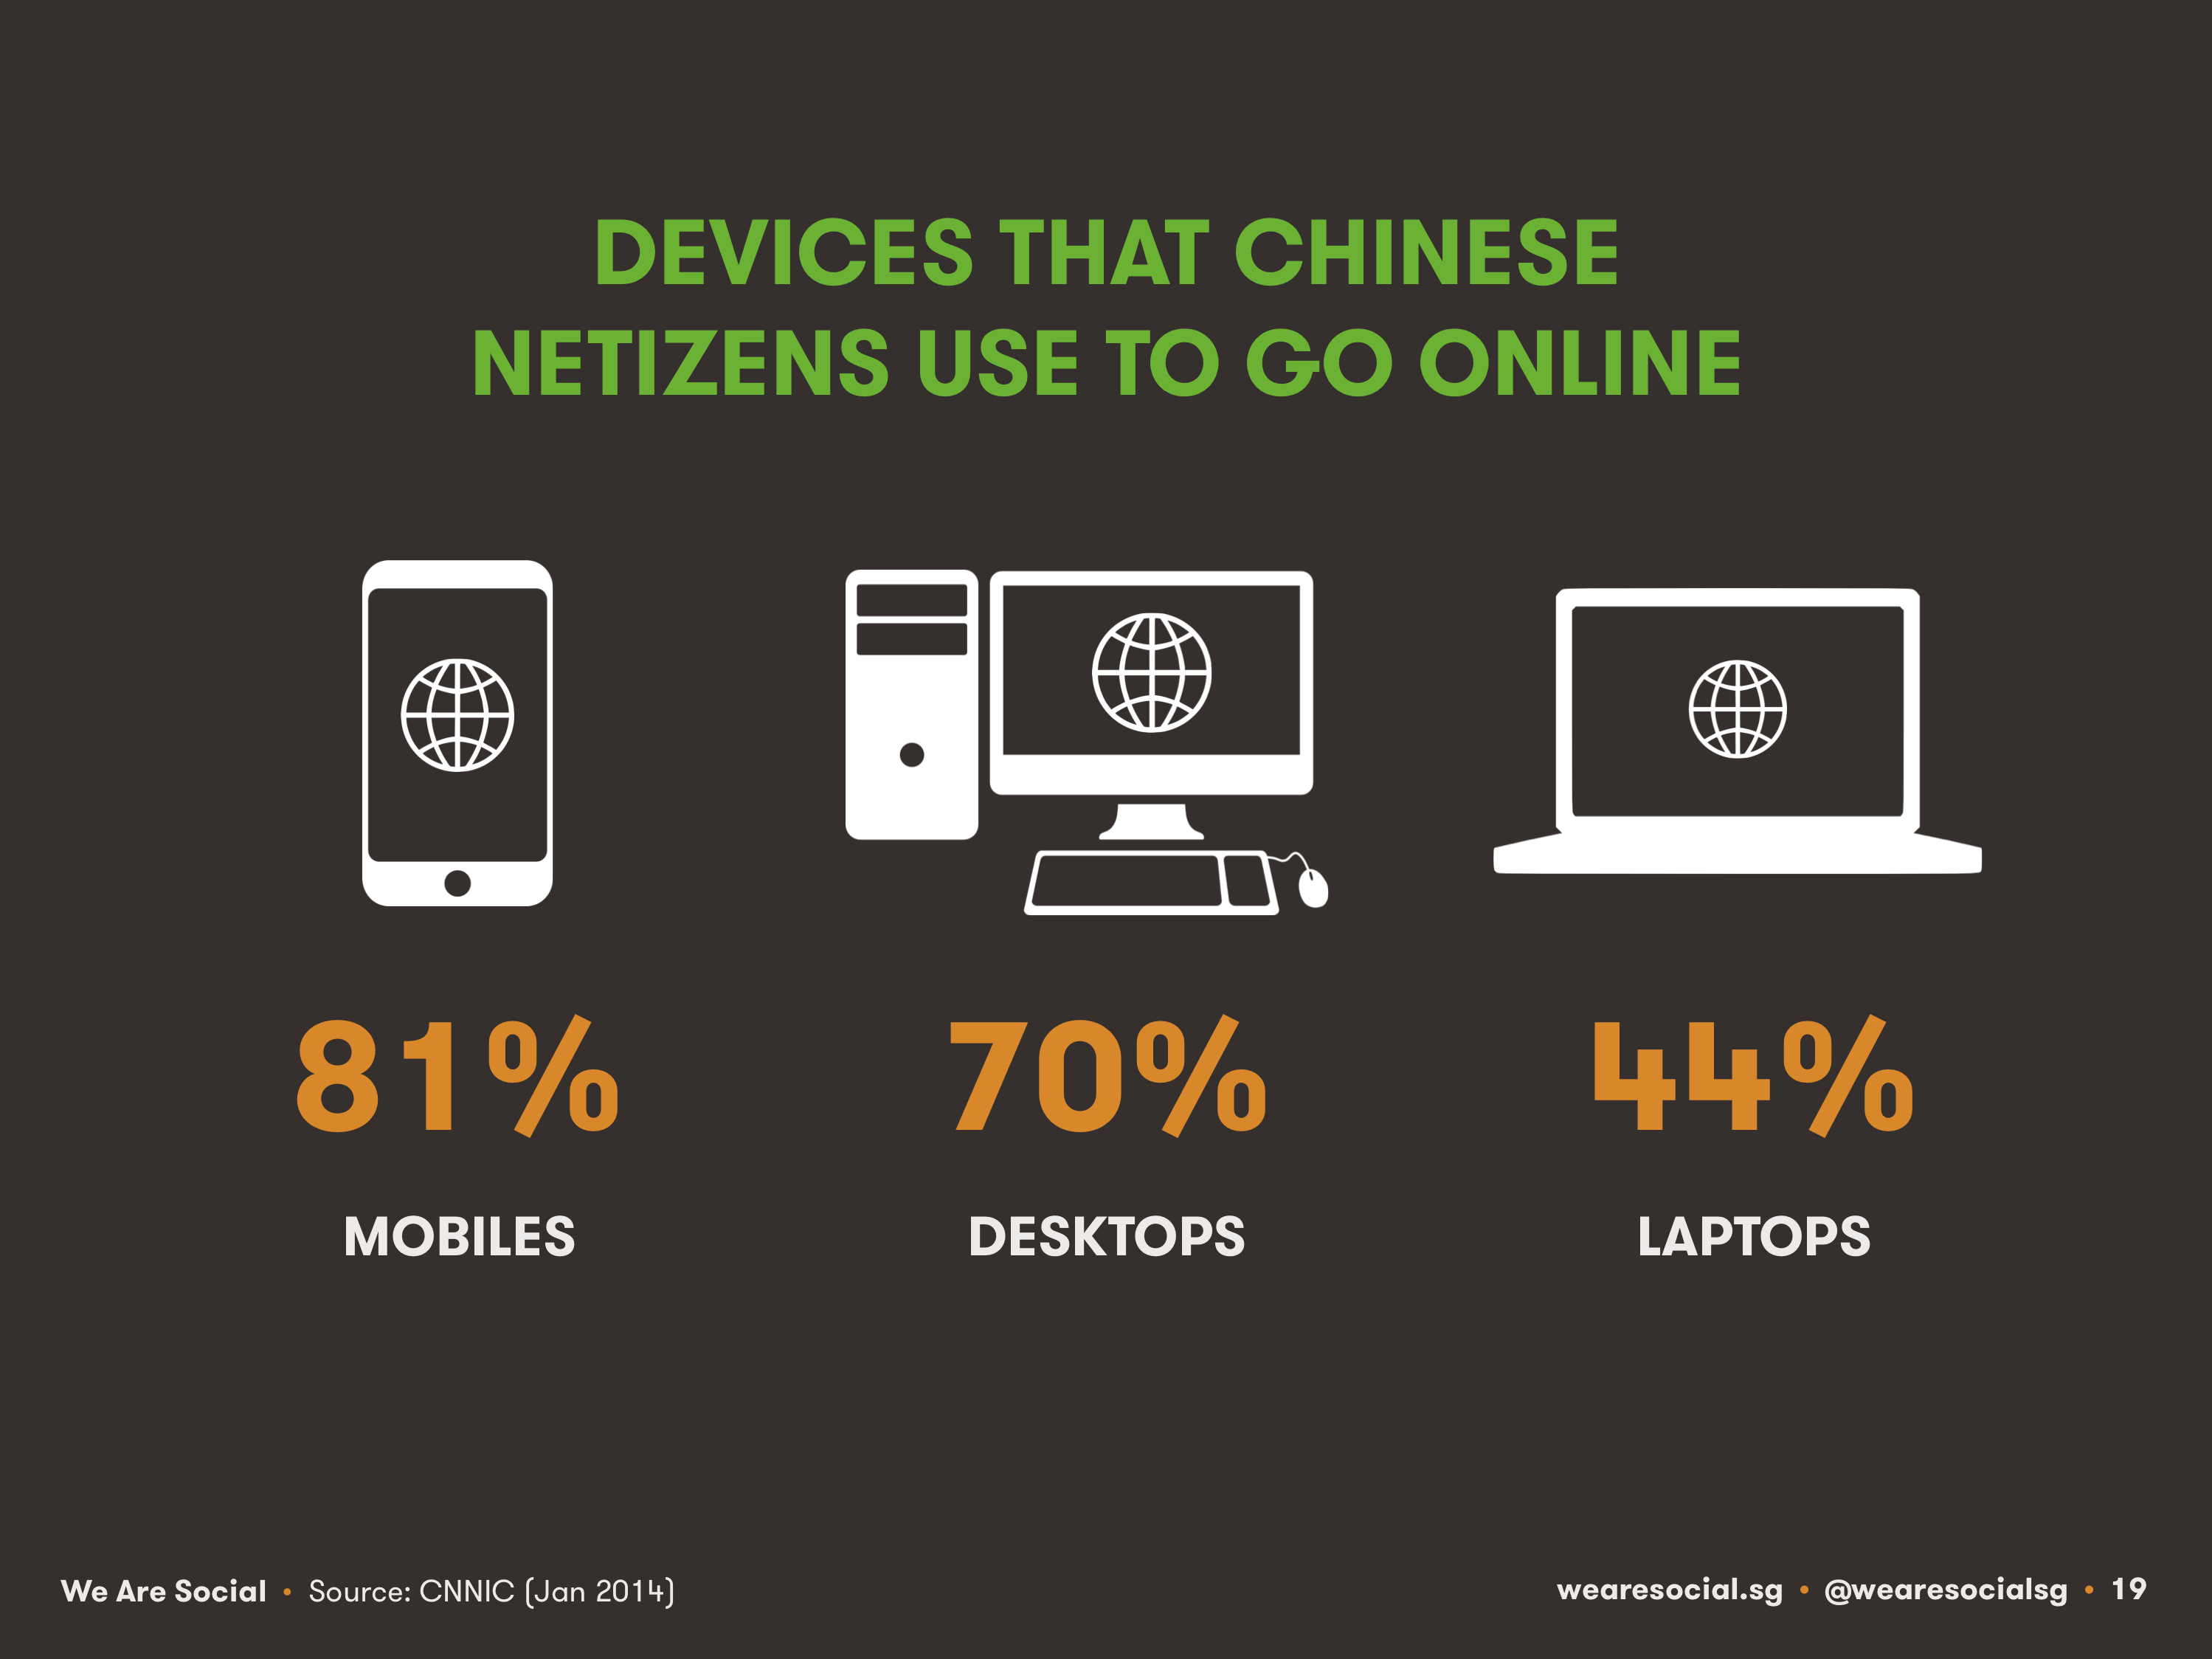 DEVICES THAT CHINESE
NETIZENS USE TO GO ONLINE
81% 70% 44%
MOBILES DESKTOPS LAPTOPS
We Are Social • Source: CNNIC (Jan 2014) wearesocial.sg • @wearesocialsg • 19